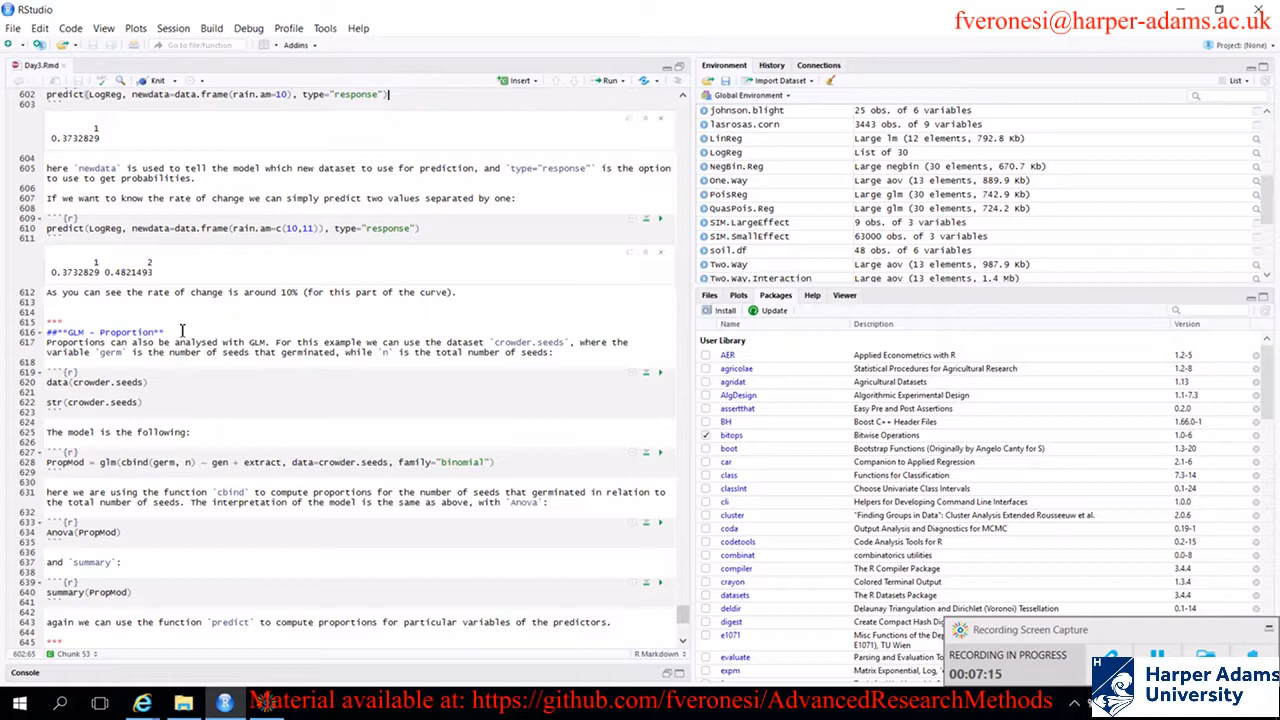 RStudio
fveronesi@harper-adams.ac.uk
File Edit Code View Plots Session Build Debug Profile Tools Help
Go to file/function Addins Project: (None)
Day3.Rmd
Knit Insert Run
602 predict(LogReg, newdata=data.frame(rain.am=10), type="response")
603 ```
1
0.3732829
604
605 here `newdata` is used to tell the model which new dataset to use for prediction, and `type="response"` is the option
to use to get probabilities.
606
607 If we want to know the rate of change we can simply predict two values separated by one:
608
609 ```{r}
610 predict(LogReg, newdata=data.frame(rain.am=c(10,11)), type="response")
611 ```
1 2
0.3732829 0.4821493
612 As you can see the rate of change is around 10% (for this part of the curve).
613
614
615 ***
616 ##**GLM - Proportion**
617 Proportions can also be analysed with GLM. For this example we can use the dataset `crowder.seeds`, where the
variable `germ` is the number of seeds that germinated, while `n` is the total number of seeds:
618
619 ```{r}
620 data(crowder.seeds)
621
622 str(crowder.seeds)
623 ```
624
625 The model is the following:
626
627 ```{r}
628 PropMod = glm(cbind(germ, n) ~ gen + extract, data=crowder.seeds, family="binomial")
629 ```
630
631 here we are using the function `cbind` to compute proportions for the number of seeds that germinated in relation to
the total number of seeds. The interpretation of the model is the same as above, with `Anova`:
632
633 ```{r}
634 Anova(PropMod)
635 ```
636
637 and `summary`:
638
639 ```{r}
640 summary(PropMod)
641 ```
642
643 again we can use the function `predict` to compute proportions for particular variables of the predictors.
644
645 ***
602:65 Chunk 53 R Markdown
Console
Environment History Connections
Import Dataset List
Global Environment
johnson.blight 25 obs. of 6 variables
lasrosas.corn 3443 obs. of 9 variables
LinReg Large lm (12 elements, 792.8 Kb)
LogReg List of 30
NegBin.Reg Large negbin (30 elements, 670.7 Kb)
One.Way Large aov (13 elements, 889.9 Kb)
PoisReg Large glm (30 elements, 742.9 Kb)
QuasPois.Reg Large glm (30 elements, 724.2 Kb)
SIM.LargeEffect 9 obs. of 3 variables
SIM.SmallEffect 63000 obs. of 3 variables
soil.df 48 obs. of 6 variables
Two.Way Large aov (13 elements, 987.9 Kb)
Two.Way.Interaction Large aov (13 elements, 1.4 Mb)
Files Plots Packages Help Viewer
Install Update
Name Description Version
User Library
AER Applied Econometrics with R 1.2-5
agricolae Statistical Procedures for Agricultural Research 1.2-8
agridat Agricultural Datasets 1.13
AlgDesign Algorithmic Experimental Design 1.1-7.3
assertthat Easy Pre and Post Assertions 0.2.0
BH Boost C++ Header Files 1.66.0-1
bitops Bitwise Operations 1.0-6
boot Bootstrap Functions (Originally by Angelo Canty for S) 1.3-20
car Companion to Applied Regression 2.1-6
class Functions for Classification 7.3-14
classInt Choose Univariate Class Intervals 0.1-24
cli Helpers for Developing Command Line Interfaces 1.0.0
cluster "Finding Groups in Data": Cluster Analysis Extended Rousseeuw et al. 2.0.6
coda Output Analysis and Diagnostics for MCMC 0.19-1
codetools Code Analysis Tools for R 0.2-15
combinat combinatorics utilities 0.0-8
compiler The R Compiler Package 3.4.4
crayon Colored Terminal Output 1.3.4
datasets The R Datasets Package 3.4.4
deldir Delaunay Triangulation and Dirichlet (Voronoi) Tessellation 0.1-14
digest Create Compact Hash Di
e1071 Misc Functions of the De
E1071), TU Wien
evaluate Parsing and Evaluation To
expm Matrix Exponential, Log, '
Recording Screen Capture
RECORDING IN PROGRESS
00:07:15
Harper Adams
University
Material available at: https://github.com/fveronesi/AdvancedResearchMethods